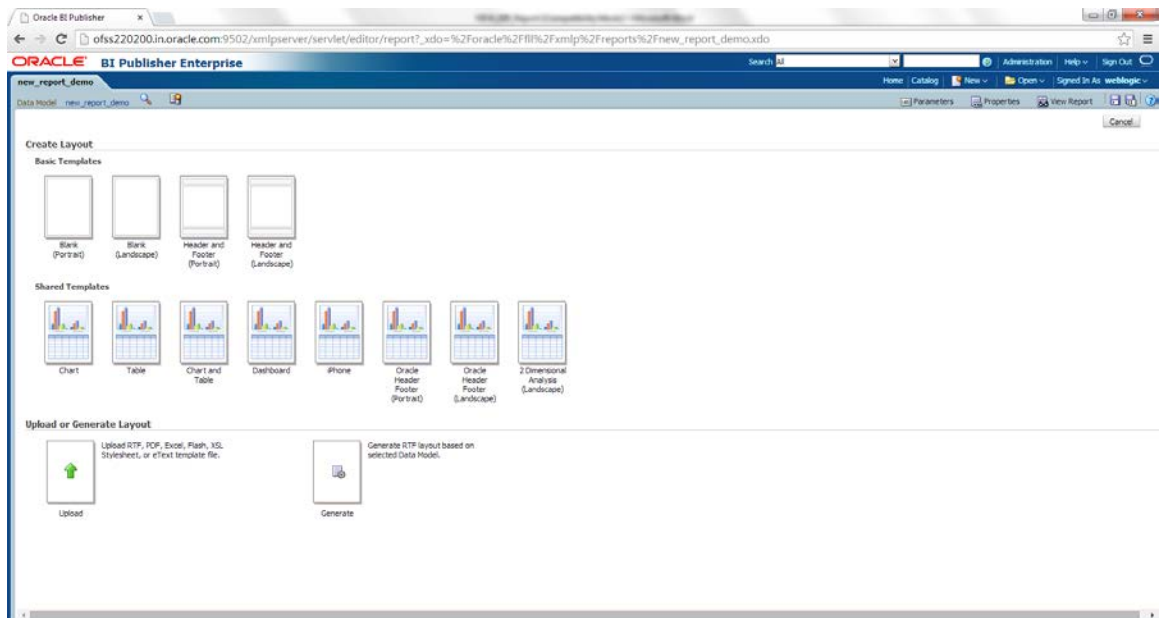 Oracle BI Publisher
ofss220200.in.oracle.com:9502/xmlpserver/servlet/editor/report?_xdo=%2Foracle%2Ffll%2Fxmlp%2Freports%2Fnew_report_demo.xdo
ORACLE BI Publisher Enterprise
Search All
Administration Help Sign Out
new_report_demo
Home Catalog New Open Signed In As weblogic
Data Model new_report_demo
Parameters Properties View Report
Cancel
Create Layout
Basic Templates
Blank (Portrait)
Blank (Landscape)
Header and Footer (Portrait)
Header and Footer (Landscape)
Shared Templates
Chart
Table
Chart and Table
Dashboard
iPhone
Oracle Header Footer (Portrait)
Oracle Header Footer (Landscape)
2 Dimensional Analysis (Landscape)
Upload or Generate Layout
Upload RTF, PDF, Excel, Flash, XSL
Stylesheet, or eText template file.
Upload
Generate RTF layout based on
selected Data Model.
Generate